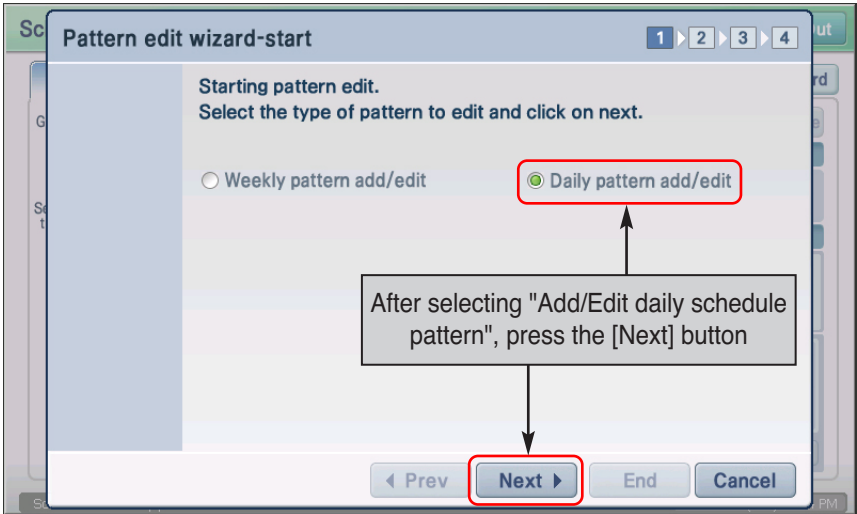 Pattern edit wizard-start
1 2 3 4
Starting pattern edit.
Select the type of pattern to edit and click on next.
Weekly pattern add/edit
Daily pattern add/edit
After selecting "Add/Edit daily schedule
pattern", press the [Next] button
Prev
Next
End
Cancel
PM